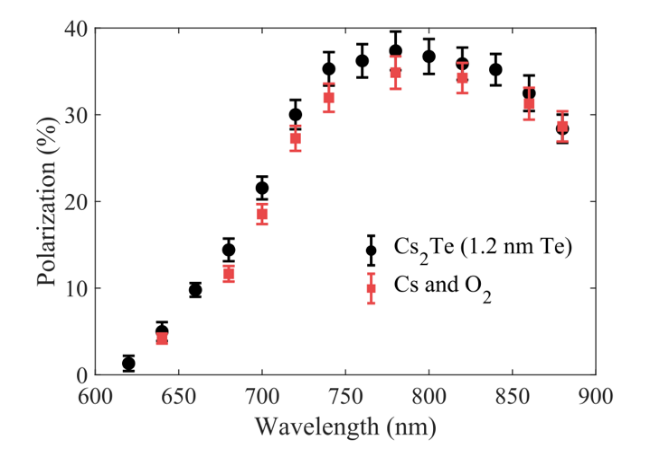 40
30
20
10
0
Polarization (%)
Cs₂Te (1.2 nm Te)
Cs and O₂
600 650 700 750 800 850 900
Wavelength (nm)